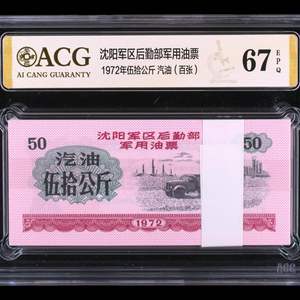 ACG
AI CANG GUARANTY
沈阳军区后勤部军用油票
1972年伍拾公斤 汽油（百张）
67
EPQ
沈阳军区后勤部
军用油票
50
50
汽油
伍拾公斤
1972
ACG